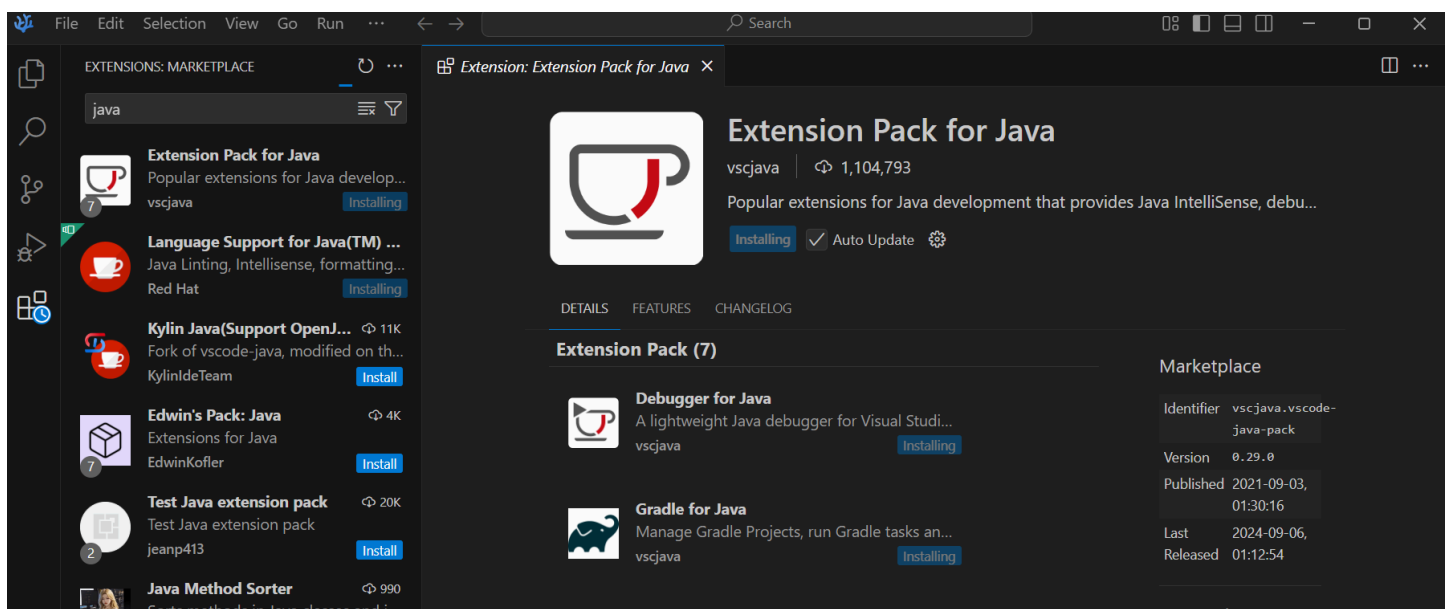 File Edit Selection View Go Run ··· Search
EXTENSIONS: MARKETPLACE
java
Extension Pack for Java
Popular extensions for Java develop...
vscjava Installing
7
Language Support for Java(TM) ...
Java Linting, Intellisense, formatting...
Red Hat Installing
Kylin Java(Support OpenJ... 11K
Fork of vscode-java, modified on th...
KylinIdeTeam Install
Edwin's Pack: Java 4K
Extensions for Java
EdwinKofler Install
7
Test Java extension pack 20K
Test Java extension pack
jeanp413 Install
2
Java Method Sorter 990
Extension: Extension Pack for Java
Extension Pack for Java
vscjava 1,104,793
Popular extensions for Java development that provides Java IntelliSense, debu...
Installing Auto Update
DETAILS FEATURES CHANGELOG
Extension Pack (7)
Debugger for Java
A lightweight Java debugger for Visual Studi...
vscjava Installing
Gradle for Java
Manage Gradle Projects, run Gradle tasks an...
vscjava Installing
Marketplace
Identifier vscjava.vscode-
java-pack
Version 0.29.0
Published 2021-09-03,
01:30:16
Last 2024-09-06,
Released 01:12:54